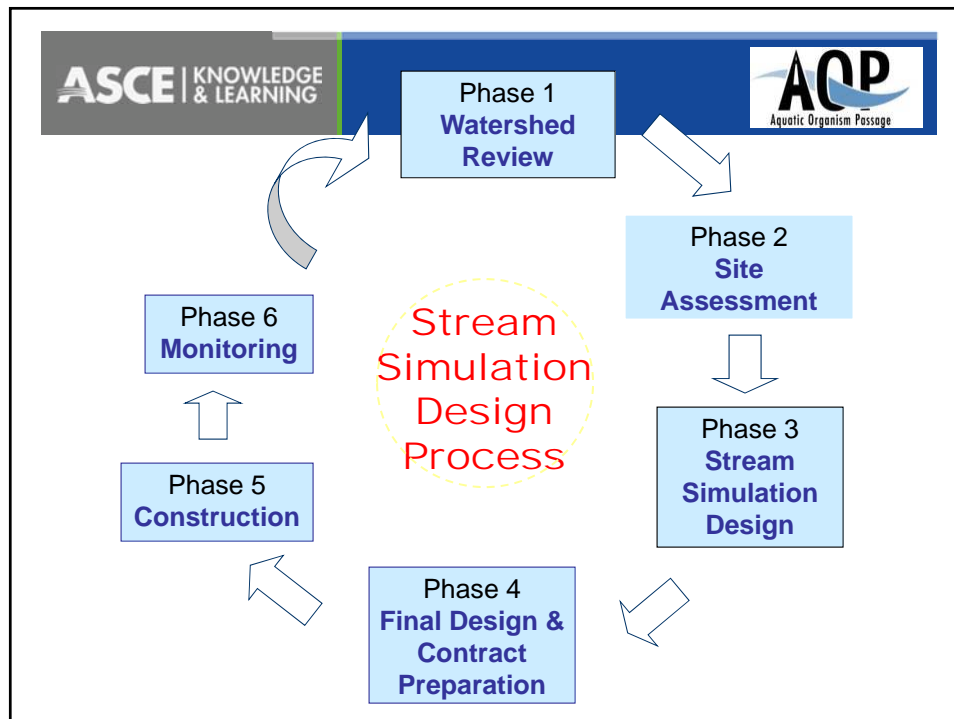 ASCE | KNOWLEDGE
& LEARNING
AOP
Aquatic Organism Passage
Phase 1
Watershed
Review
Phase 2
Site
Assessment
Phase 3
Stream
Simulation
Design
Phase 4
Final Design &
Contract
Preparation
Phase 5
Construction
Phase 6
Monitoring
Stream
Simulation
Design
Process